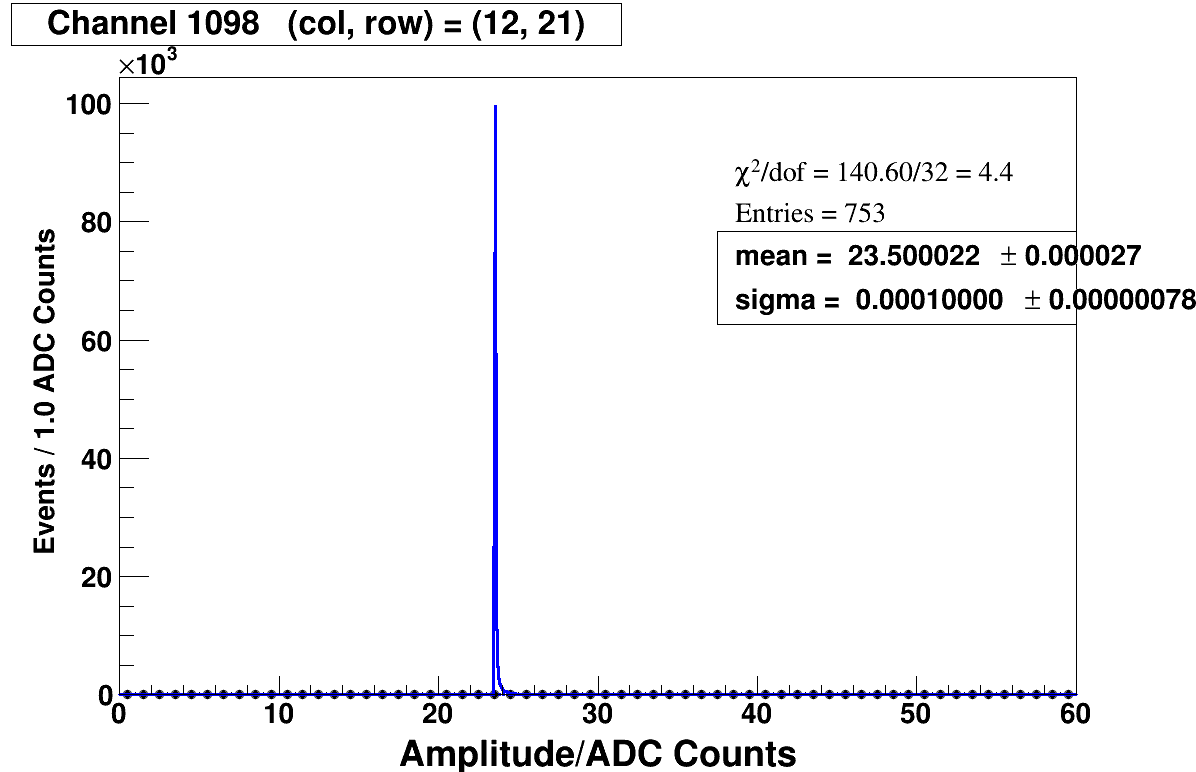 Channel 1098 (col, row) = (12, 21)
×10³
100
80
60
40
20
0
Events / 1.0 ADC Counts
χ²/dof = 140.60/32 = 4.4
Entries = 753
mean = 23.500022 ± 0.000027
sigma = 0.00010000 ± 0.00000078
0 10 20 30 40 50 60
Amplitude/ADC Counts